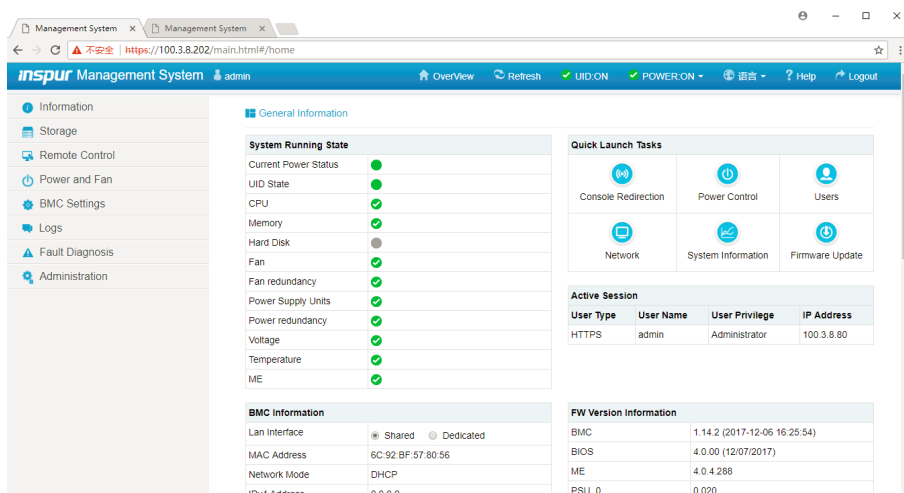 Management System
Management System
不安全 | https://100.3.8.202/main.html#/home
inspur Management System admin OverView Refresh UID:ON POWER:ON 语言 Help Logout
Information
Storage
Remote Control
Power and Fan
BMC Settings
Logs
Fault Diagnosis
Administration
General Information
System Running State
Current Power Status
UID State
CPU
Memory
Hard Disk
Fan
Fan redundancy
Power Supply Units
Power redundancy
Voltage
Temperature
ME
Quick Launch Tasks
Console Redirection Power Control Users
Network System Information Firmware Update
Active Session
User Type User Name User Privilege IP Address
HTTPS admin Administrator 100.3.8.80
BMC Information
Lan Interface Shared Dedicated
MAC Address 6C:92:BF:57:80:56
Network Mode DHCP
IPv4 Address 0.0.0.0
FW Version Information
BMC 1.14.2 (2017-12-06 16:25:54)
BIOS 4.0.00 (12/07/2017)
ME 4.0.4.288
PSU_0 0.020